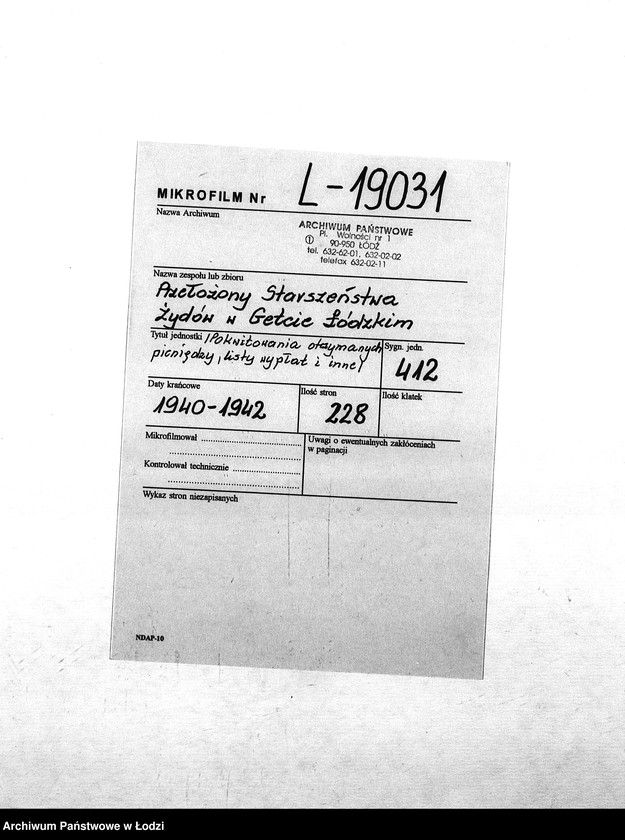 MIKROFILM Nr L-19031
Nazwa Archiwum
ARCHIWUM PAŃSTWOWE
Pl. Wolności nr 1
① 90-950 ŁÓDŹ
tel. 632-62-01, 632-02-02
telefax 632-02-11
Nazwa zespołu lub zbioru
Przełożony Starszeństwa
Żydów w Getcie Łódzkim
Tytuł jednostki /Pokwitowania otrzymanych
pieniędzy, listy wypłat i inne/
Sygn. jedn.
412
Daty krańcowe
1940-1942
Ilość stron
228
Ilość klatek
Mikrofilmował
Kontrolował technicznie
Uwagi o ewentualnych zakłóceniach
w paginacji
Wykaz stron niezapisanych
NDAP-10
Archiwum Państwowe w Łodzi